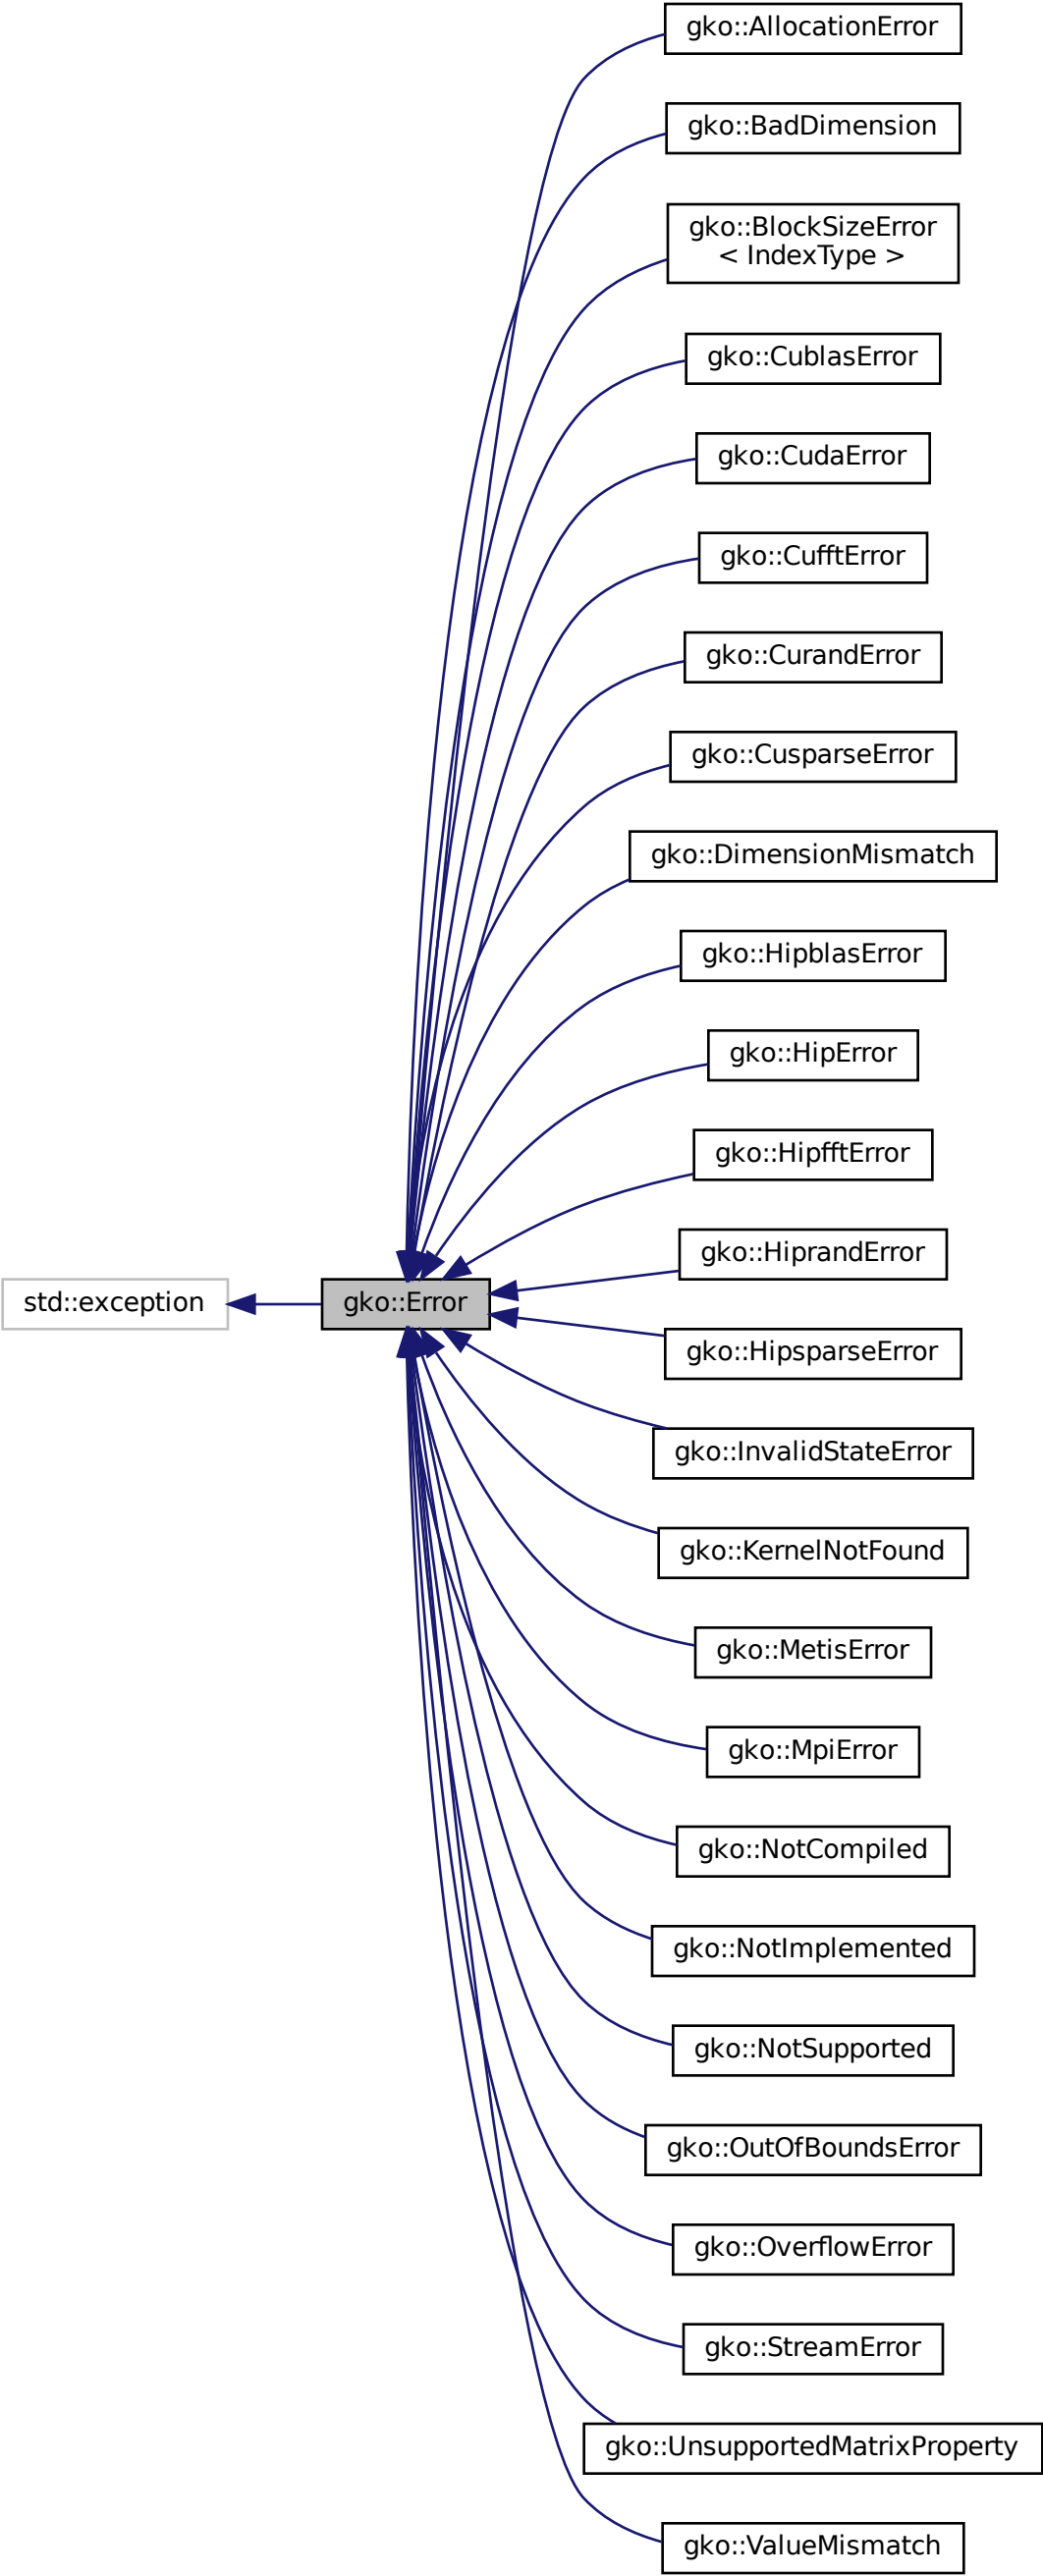 gko::AllocationError
gko::BadDimension
gko::BlockSizeError
< IndexType >
gko::CublasError
gko::CudaError
gko::CufftError
gko::CurandError
gko::CusparseError
gko::DimensionMismatch
gko::HipblasError
gko::HipError
gko::HipfftError
gko::HiprandError
std::exception
gko::Error
gko::HipsparseError
gko::InvalidStateError
gko::KernelNotFound
gko::MetisError
gko::MpiError
gko::NotCompiled
gko::NotImplemented
gko::NotSupported
gko::OutOfBoundsError
gko::OverflowError
gko::StreamError
gko::UnsupportedMatrixProperty
gko::ValueMismatch